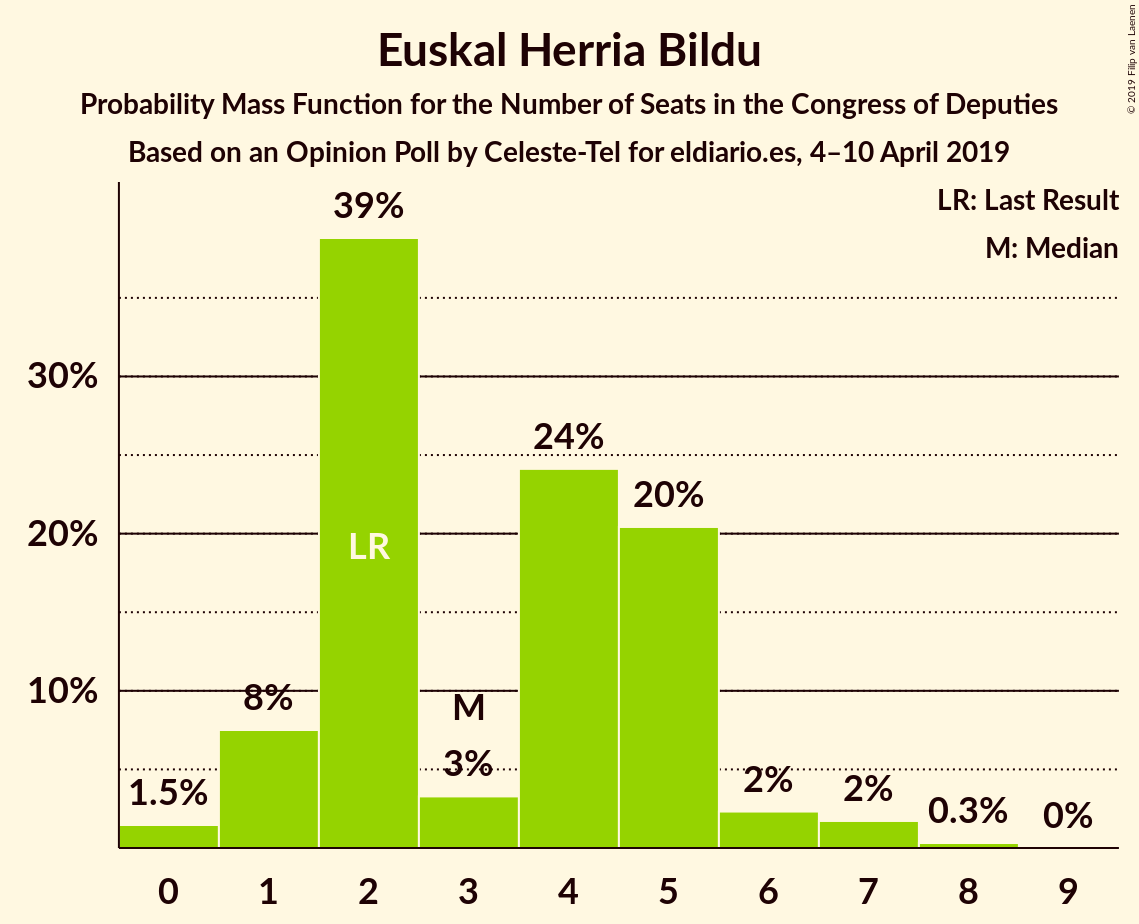 Euskal Herria Bildu
Probability Mass Function for the Number of Seats in the Congress of Deputies
Based on an Opinion Poll by Celeste-Tel for eldiario.es, 4–10 April 2019
© 2019 Filip van Laenen
LR: Last Result
M: Median
39%
30%
24%
20%
20%
LR
10%
8%
M
3%
1.5%
2%
2%
0.3%
0%
0 1 2 3 4 5 6 7 8 9